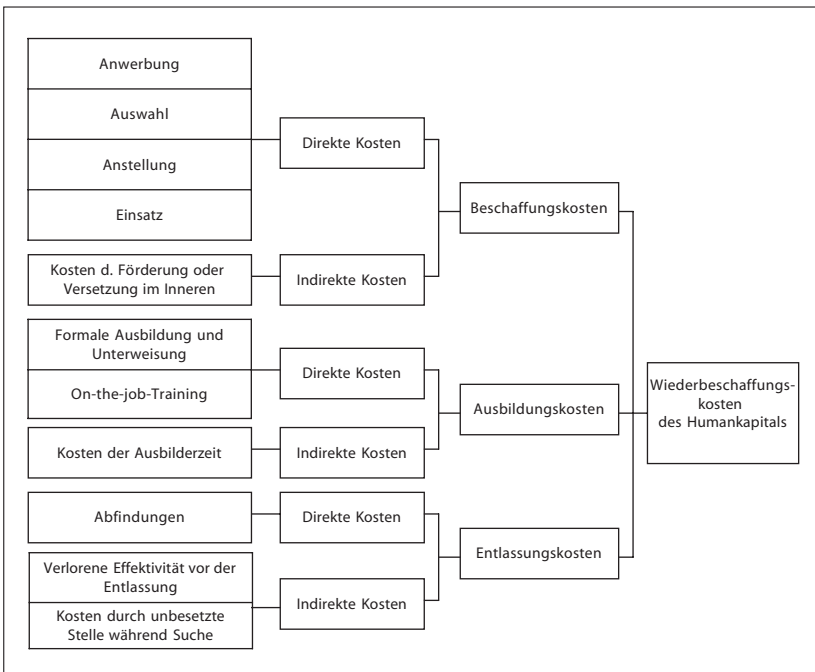 Anwerbung
Auswahl
Anstellung
Einsatz
Direkte Kosten
Kosten d. Förderung oder
Versetzung im Inneren
Indirekte Kosten
Beschaffungskosten
Formale Ausbildung und
Unterweisung
On-the-job-Training
Direkte Kosten
Kosten der Ausbilderzeit
Indirekte Kosten
Ausbildungskosten
Abfindungen
Direkte Kosten
Verlorene Effektivität vor der
Entlassung
Kosten durch unbesetzte
Stelle während Suche
Indirekte Kosten
Entlassungskosten
Wiederbeschaffungs-
kosten
des Humankapitals